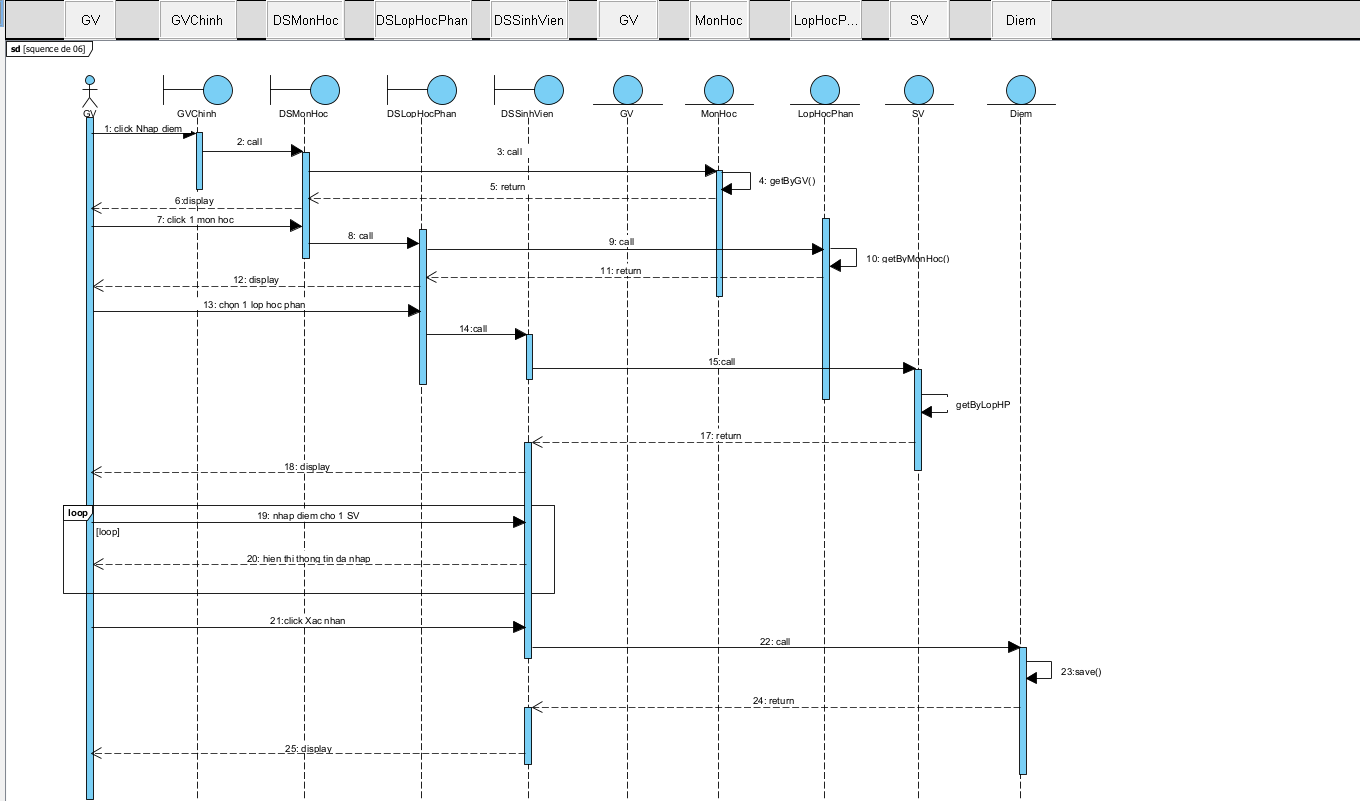 GV GVChinh DSMonHoc DSLopHocPhan DSSinhVien GV MonHoc LopHocP... SV Diem
sd [squence de 06]
GV GVChinh DSMonHoc DSLopHocPhan DSSinhVien GV MonHoc LopHocPhan SV Diem
1: click Nhap diem
2: call
3: call
4: getByGV()
5: return
6:display
7: click 1 mon hoc
8: call
9: call
10: getByMonHoc()
11: return
12: display
13: chọn 1 lop hoc phan
14:call
15:call
getByLopHP
17: return
18: display
loop
19: nhap diem cho 1 SV
[loop]
20: hien thi thong tin da nhap
21:click Xac nhan
22: call
23:save()
24: return
25: display